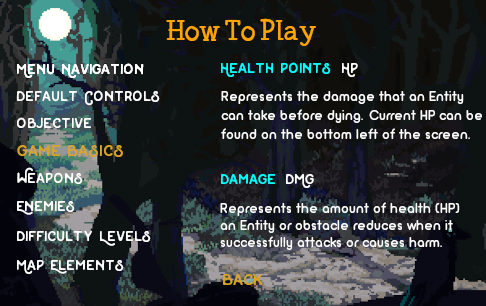 How To Play
MENU NAVIGATION
DEFAULT CONTROLS
OBJECTIVE
GAME BASICS
WEAPONS
ENEMIES
DIFFICULTY LEVELS
MAP ELEMENTS
HEALTH POINTS HP
Represents the damage that an Entity
can take before dying. Current HP can be
found on the bottom left of the screen.
DAMAGE DMG
Represents the amount of health (HP)
an Entity or obstacle reduces when it
successfully attacks or causes harm.
BACK